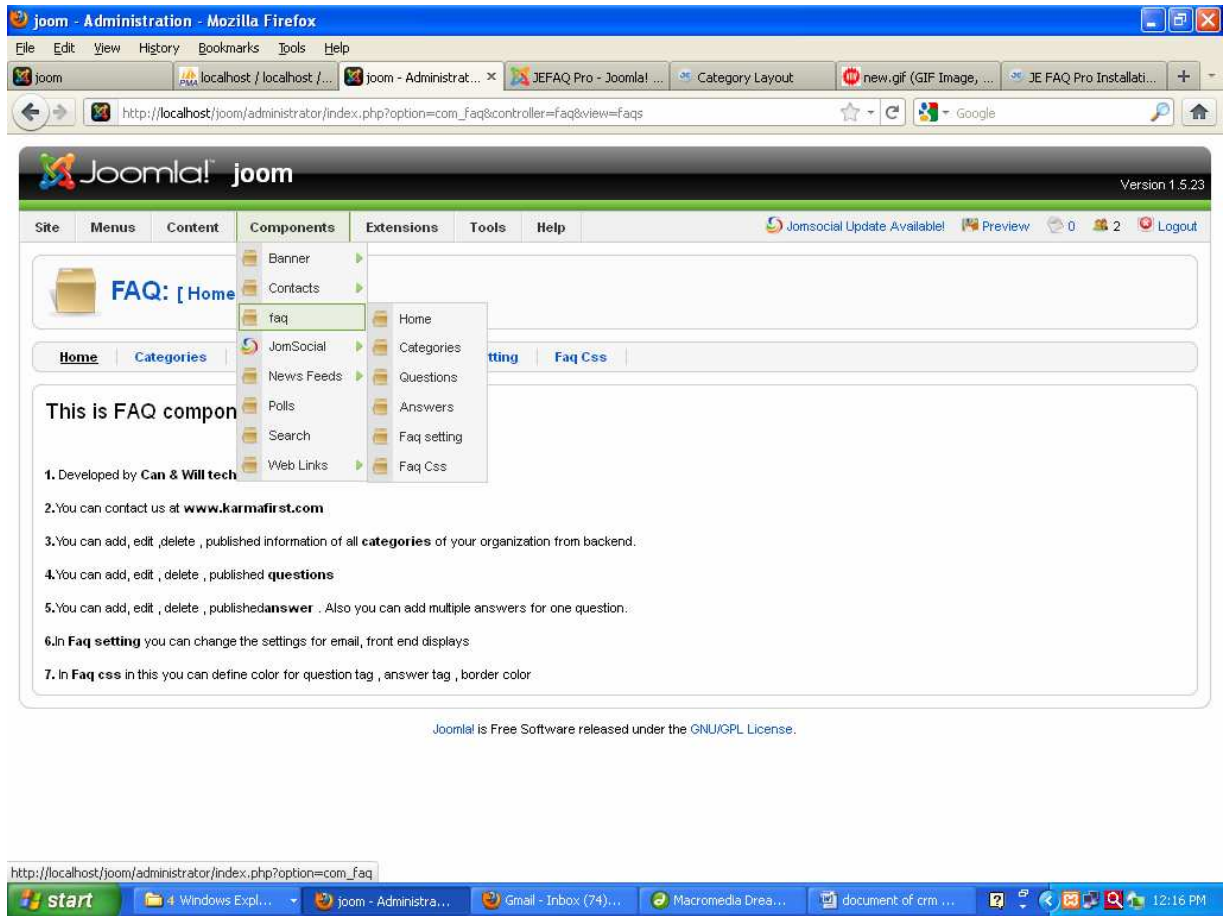 joom - Administration - Mozilla Firefox
File Edit View History Bookmarks Tools Help
joom
localhost / localhost /...
joom - Administrat... ×
JEFAQ Pro - Joomla! ...
Category Layout
new.gif (GIF Image, ...
JE FAQ Pro Installati...
http://localhost/joom/administrator/index.php?option=com_faq&controller=faq&view=faqs
Google
Joomla! joom
Version 1.5.23
Site Menus Content Components Extensions Tools Help
Jomsocial Update Available! Preview 0 2 Logout
Banner
Contacts
faq
JomSocial
News Feeds
Polls
Search
Web Links
Home
Categories
Questions
Answers
Faq setting
Faq Css
FAQ: [ Home
Home Categories tting Faq Css
This is FAQ compon
1. Developed by Can & Will tech
2.You can contact us at www.karmafirst.com
3.You can add, edit ,delete , published information of all categories of your organization from backend.
4.You can add, edit , delete , published questions
5.You can add, edit , delete , publishedanswer . Also you can add multiple answers for one question.
6.In Faq setting you can change the settings for email, front end displays
7. In Faq css in this you can define color for question tag , answer tag , border color
Joomla! is Free Software released under the GNU/GPL License.
http://localhost/joom/administrator/index.php?option=com_faq
start
4 Windows Expl...
joom - Administra...
Gmail - Inbox (74)...
Macromedia Drea...
document of crm ...
12:16 PM